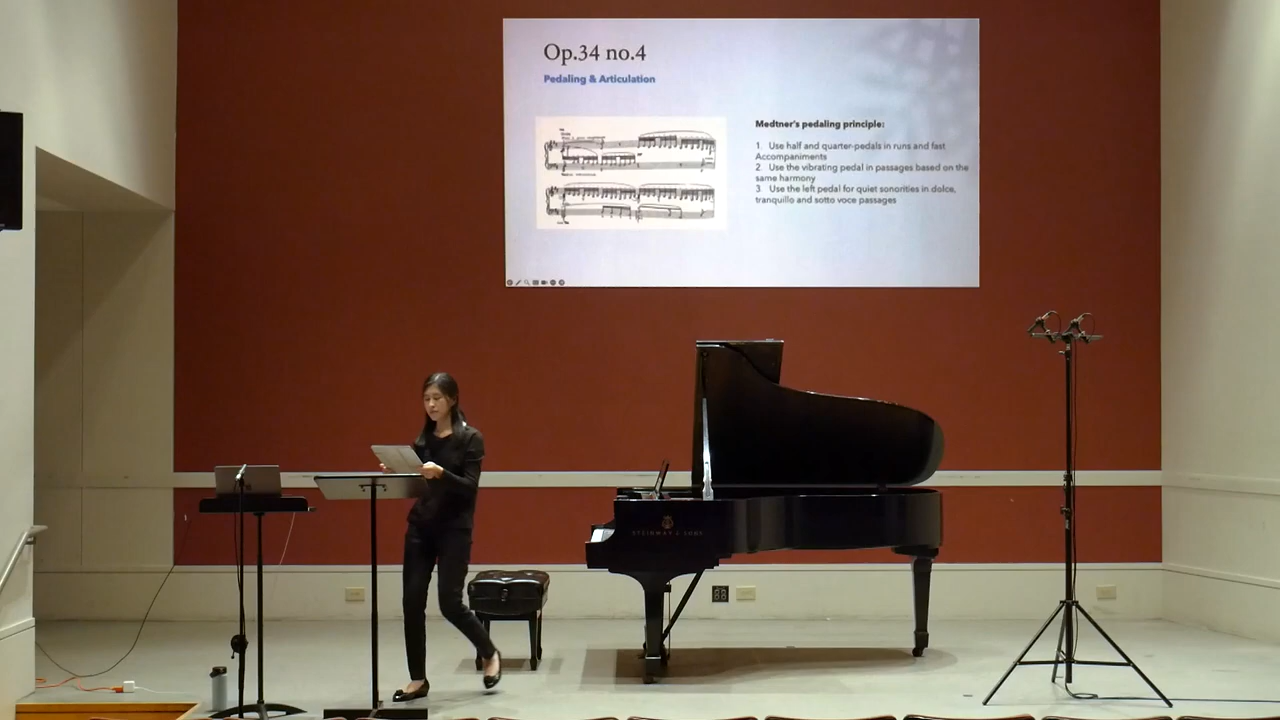 Op.34 no.4
Pedaling & Articulation
Medtner's pedaling principle:
1. Use half and quarter-pedals in runs and fast
Accompaniments
2. Use the vibrating pedal in passages based on the
same harmony
3. Use the left pedal for quiet sonorities in dolce,
tranquillo and sotto voce passages
STEINWAY & SONS